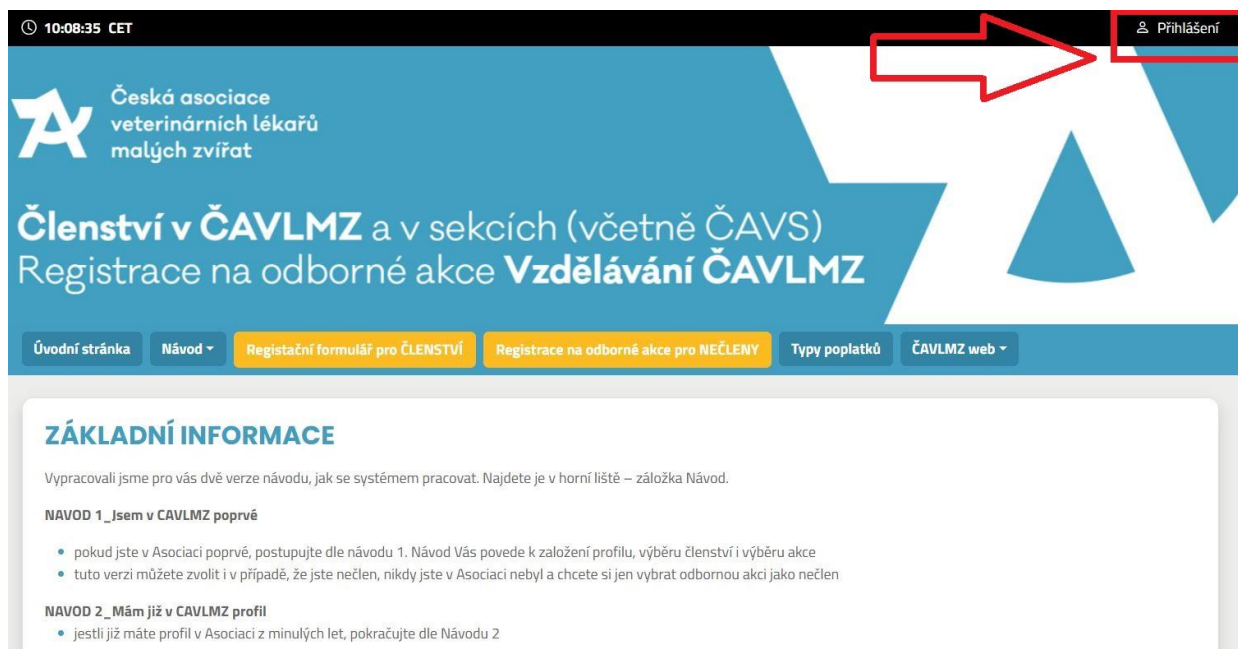 10:08:35 CET
Přihlášení
Česká asociace
veterinárních lékařů
malých zvířat
Členství v ČAVLMZ a v sekcích (včetně ČAVS)
Registrace na odborné akce Vzdělávání ČAVLMZ
Úvodní stránka Návod Registační formulář pro ČLENSTVÍ Registrace na odborné akce pro NEČLENY Typy poplatků ČAVLMZ web
ZÁKLADNÍ INFORMACE
Vypracovali jsme pro vás dvě verze návodu, jak se systémem pracovat. Najdete je v horní liště – záložka Návod.
NAVOD 1_Jsem v CAVLMZ poprvé
pokud jste v Asociaci poprvé, postupujte dle návodu 1. Návod Vás povede k založení profilu, výběru členství i výběru akce
tuto verzi můžete zvolit i v případě, že jste nečlen, nikdy jste v Asociaci nebyl a chcete si jen vybrat odbornou akci jako nečlen
NAVOD 2_Mám již v CAVLMZ profil
jestli již máte profil v Asociaci z minulých let, pokračujte dle Návodu 2